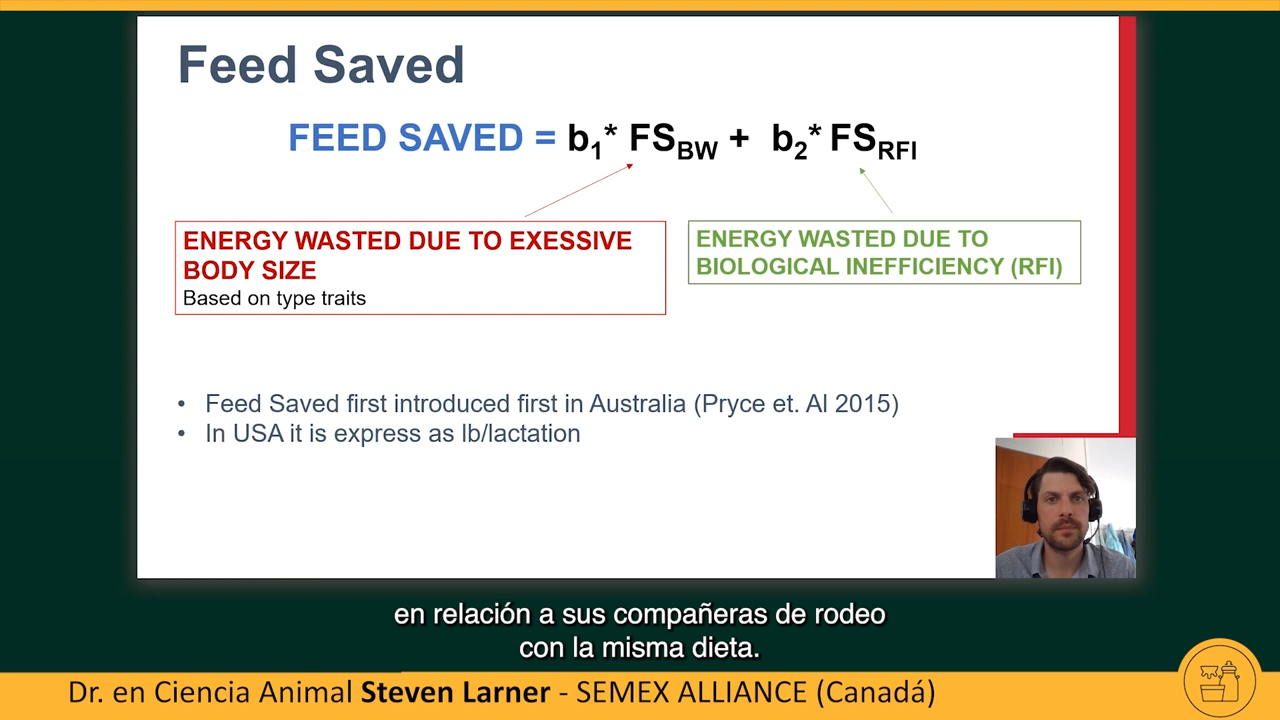 Feed Saved
FEED SAVED = b1* FSBW + b2* FSRFI
ENERGY WASTED DUE TO EXESSIVE
BODY SIZE
Based on type traits
ENERGY WASTED DUE TO
BIOLOGICAL INEFFICIENCY (RFI)
• Feed Saved first introduced first in Australia (Pryce et. Al 2015)
• In USA it is express as lb/lactation
en relación a sus compañeras de rodeo
con la misma dieta.
Dr. en Ciencia Animal Steven Larner - SEMEX ALLIANCE (Canadá)